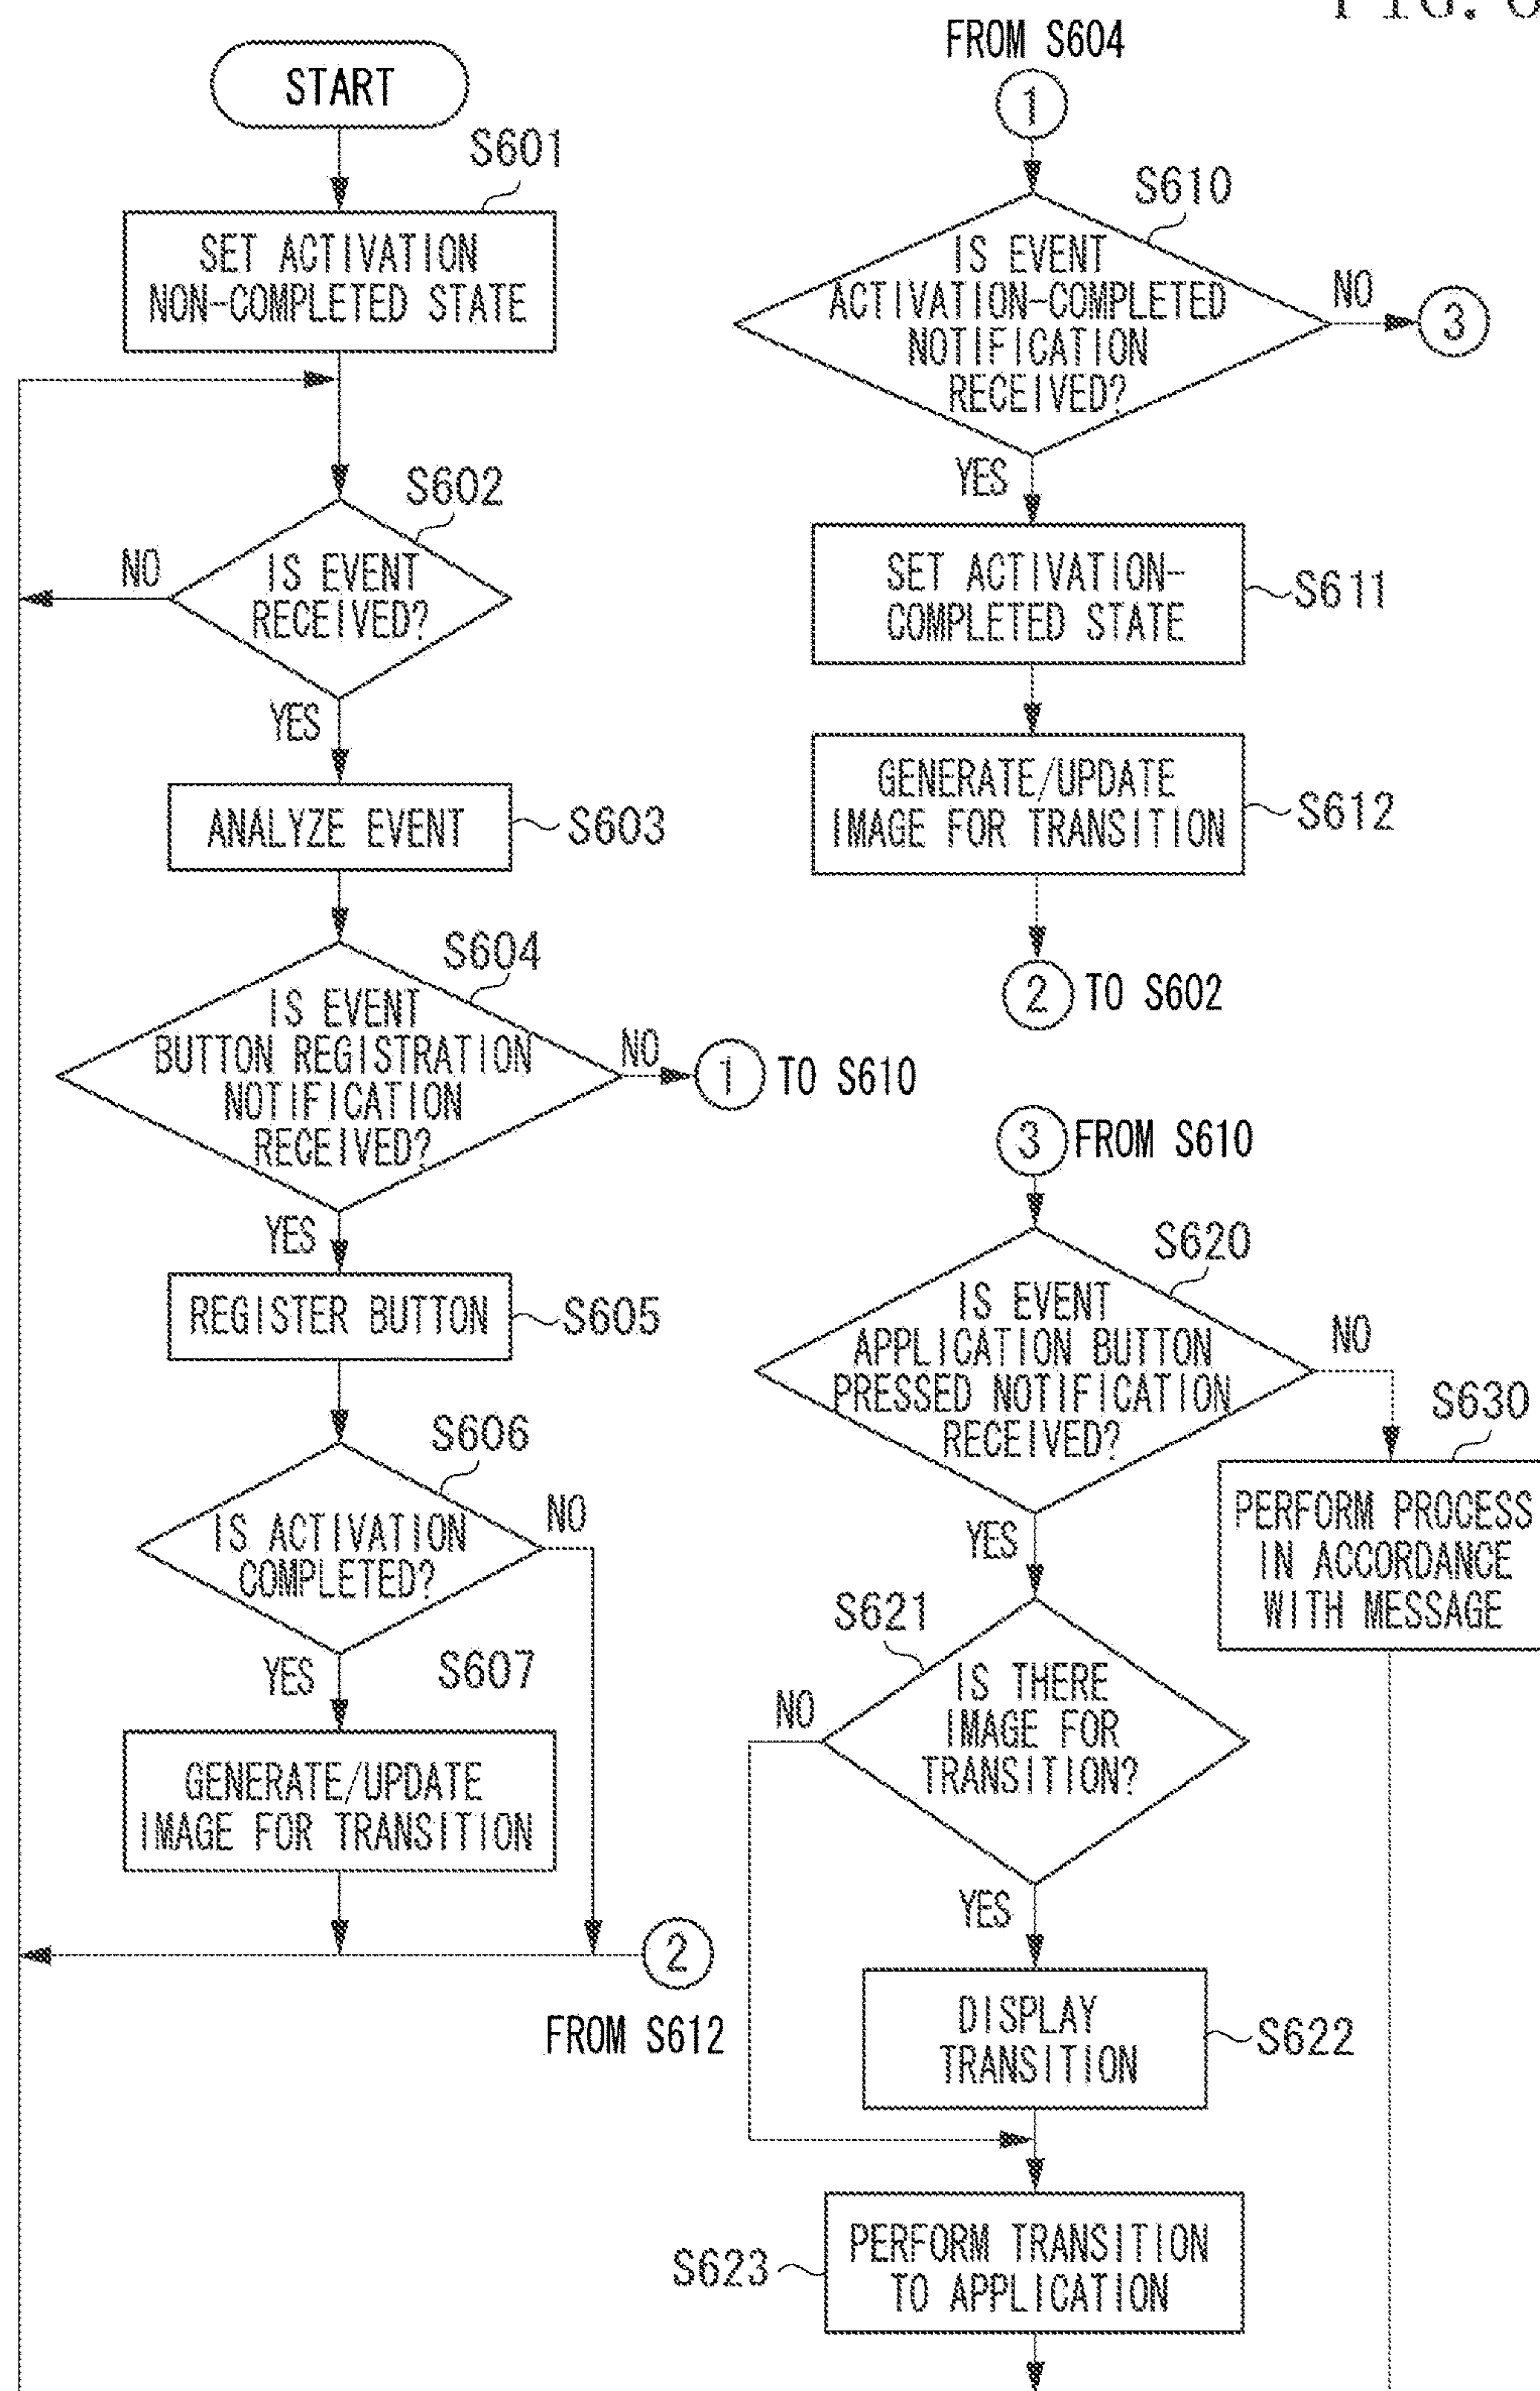 START
S601
SET ACTIVATION
NON-COMPLETED STATE
S602
NO
IS EVENT
RECEIVED?
YES
ANALYZE EVENT
S603
S604
IS EVENT
BUTTON REGISTRATION
NOTIFICATION
RECEIVED?
NO
1
TO S610
YES
REGISTER BUTTON
S605
S606
IS ACTIVATION
COMPLETED?
NO
YES
S607
GENERATE/UPDATE
IMAGE FOR TRANSITION
2
FROM S612
FROM S604
1
S610
IS EVENT
ACTIVATION-COMPLETED
NOTIFICATION
RECEIVED?
NO
3
YES
SET ACTIVATION-
COMPLETED STATE
S611
GENERATE/UPDATE
IMAGE FOR TRANSITION
S612
2
TO S602
3
FROM S610
S620
IS EVENT
APPLICATION BUTTON
PRESSED NOTIFICATION
RECEIVED?
NO
S630
PERFORM PROCESS
IN ACCORDANCE
WITH MESSAGE
YES
S621
IS THERE
IMAGE FOR
TRANSITION?
NO
YES
DISPLAY
TRANSITION
S622
S623
PERFORM TRANSITION
TO APPLICATION